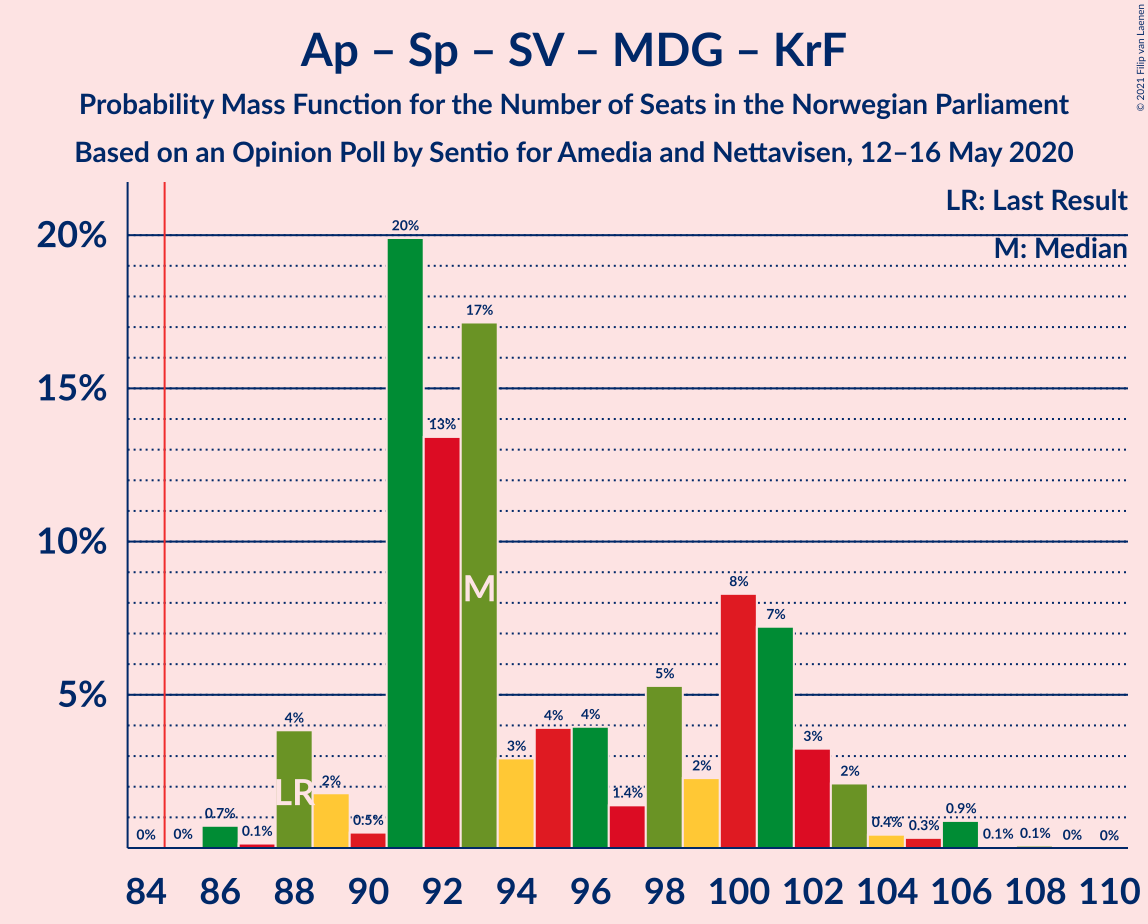 Ap – Sp – SV – MDG – KrF
Probability Mass Function for the Number of Seats in the Norwegian Parliament
Based on an Opinion Poll by Sentio for Amedia and Nettavisen, 12–16 May 2020
© 2021 Filip van Laenen
LR: Last Result
M: Median
20%
15%
10%
5%
0% 0% 0.7% 0.1% 4% 2% 0.5% 20% 13% 17% 3% 4% 4% 1.4% 5% 2% 8% 7% 3% 2% 0.4% 0.3% 0.9% 0.1% 0.1% 0% 0%
LR
M
84 86 88 90 92 94 96 98 100 102 104 106 108 110